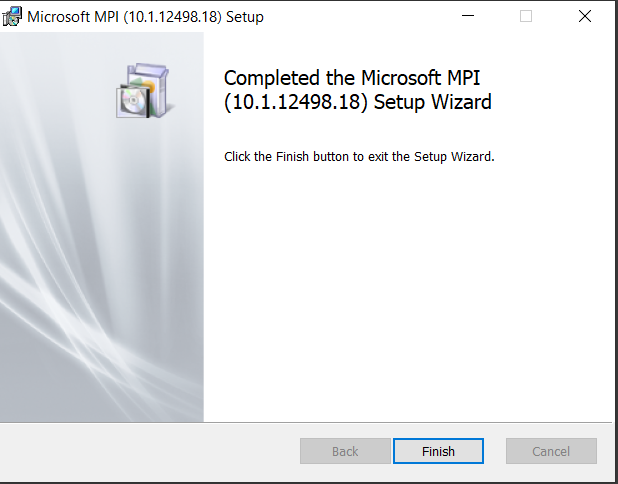 Microsoft MPI (10.1.12498.18) Setup
Completed the Microsoft MPI
(10.1.12498.18) Setup Wizard
Click the Finish button to exit the Setup Wizard.
Back Finish Cancel